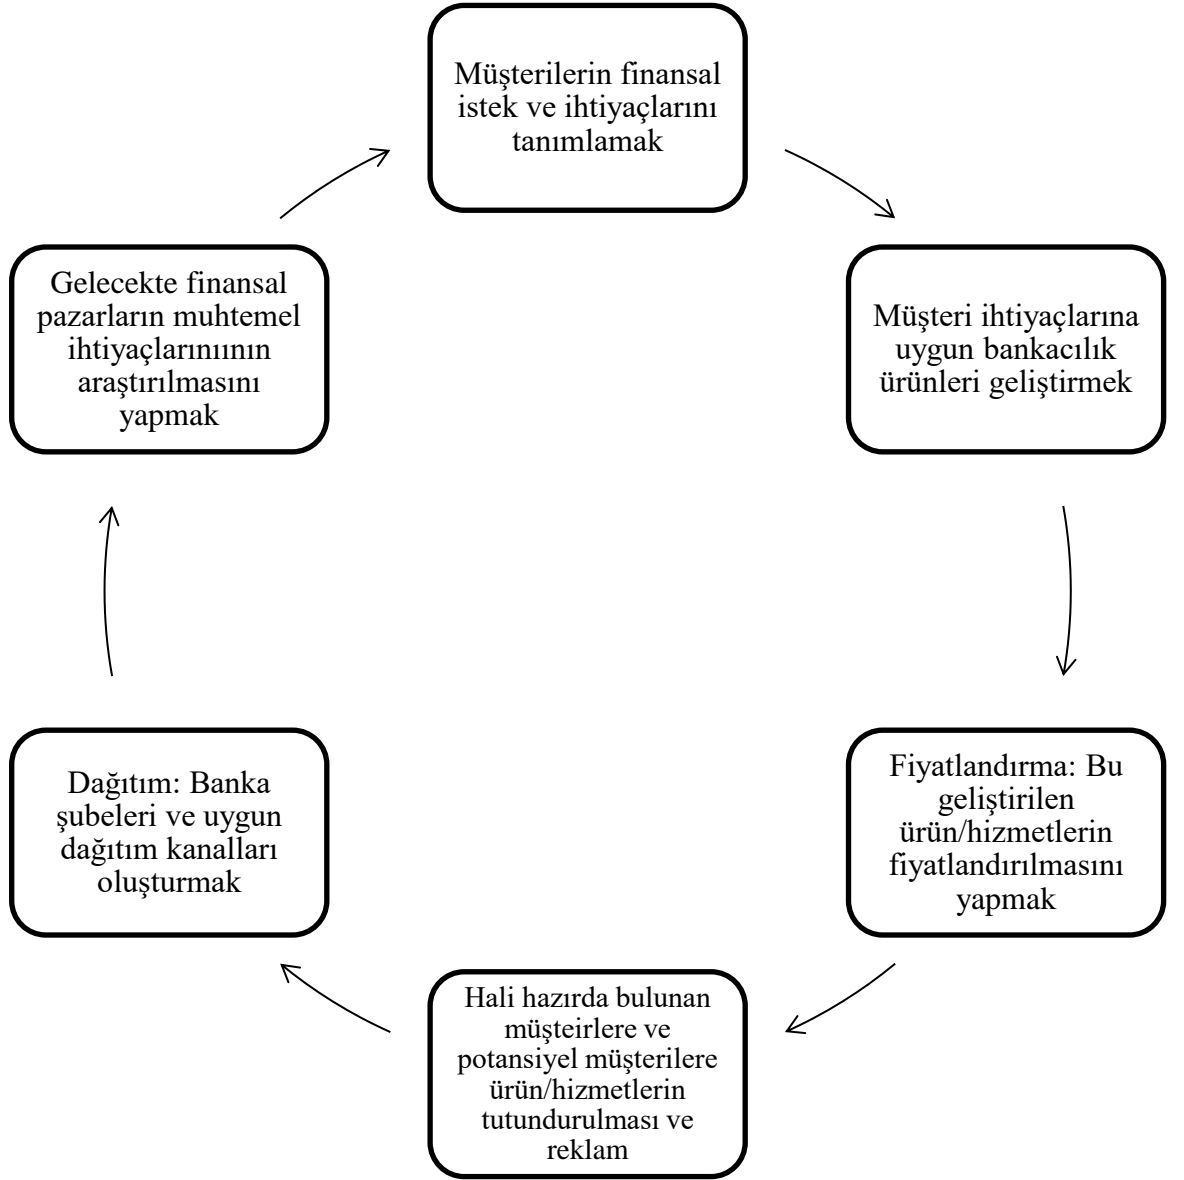 Müşterilerin finansal
istek ve ihtiyaçlarını
tanımlamak
Müşteri ihtiyaçlarına
uygun bankacılık
ürünleri geliştirmek
Fiyatlandırma: Bu
geliştirilen
ürün/hizmetlerin
fiyatlandırılmasını
yapmak
Hali hazırda bulunan
müşteirlere ve
potansiyel müşterilere
ürün/hizmetlerin
tutundurulması ve
reklam
Dağıtım: Banka
şubeleri ve uygun
dağıtım kanalları
oluşturmak
Gelecekte finansal
pazarların muhtemel
ihtiyaçlarınıının
araştırılmasını
yapmak